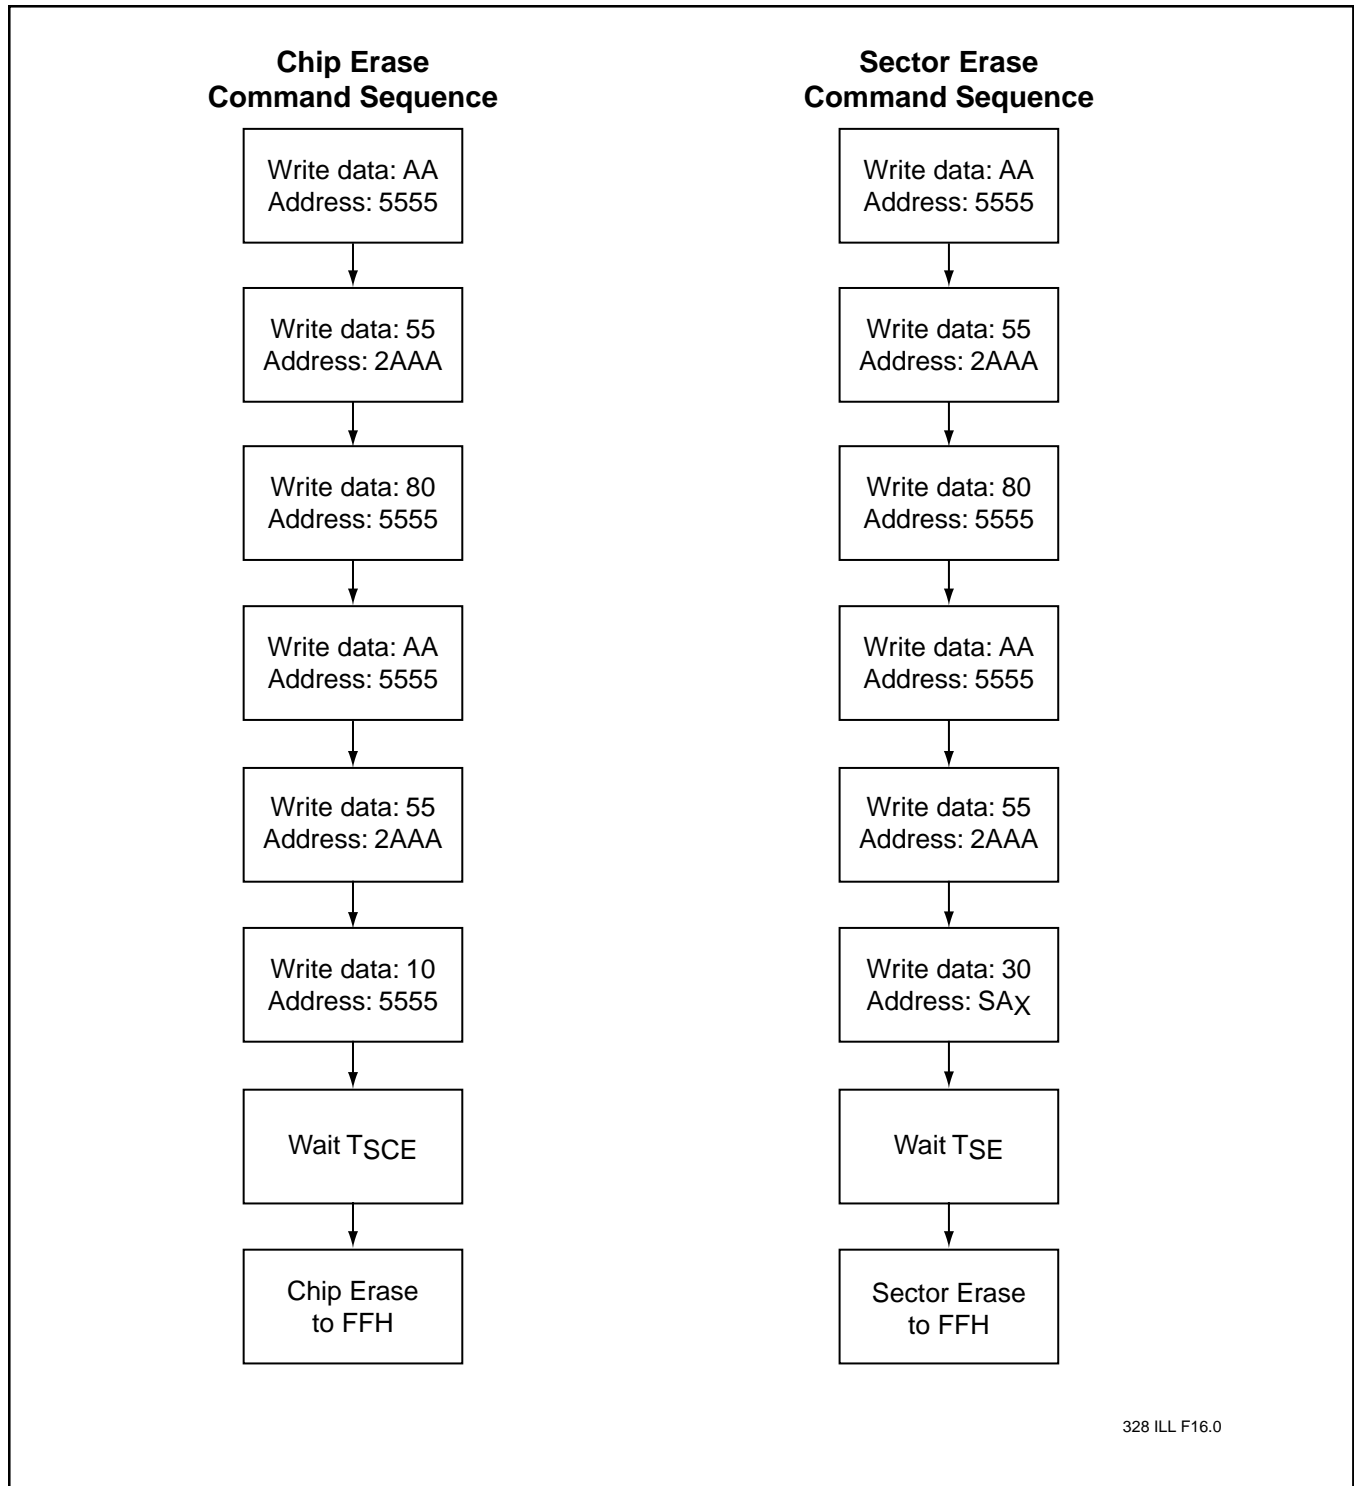 Chip Erase
Command Sequence
Write data: AA
Address: 5555
Write data: 55
Address: 2AAA
Write data: 80
Address: 5555
Write data: AA
Address: 5555
Write data: 55
Address: 2AAA
Write data: 10
Address: 5555
Wait TSCE
Chip Erase
to FFH
Sector Erase
Command Sequence
Write data: AA
Address: 5555
Write data: 55
Address: 2AAA
Write data: 80
Address: 5555
Write data: AA
Address: 5555
Write data: 55
Address: 2AAA
Write data: 30
Address: SAX
Wait TSE
Sector Erase
to FFH
328 ILL F16.0